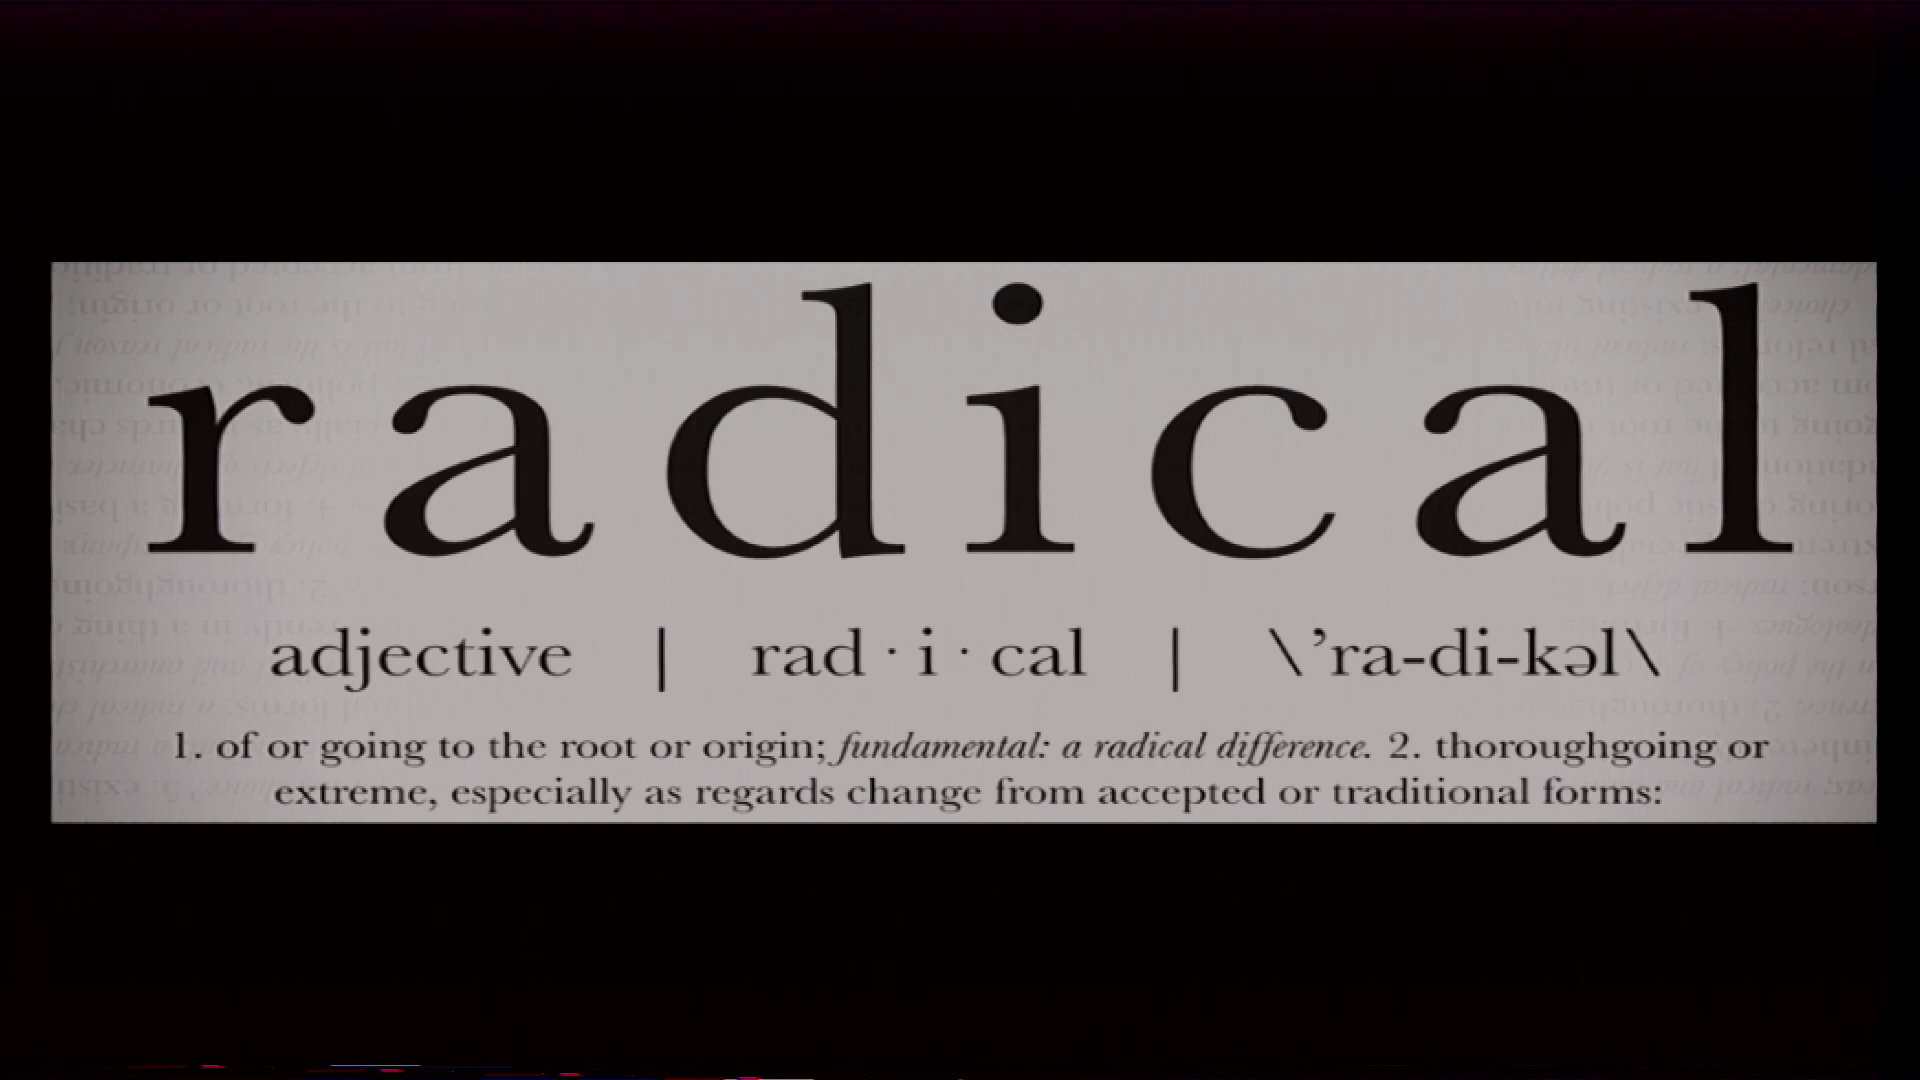 radical
adjective | rad · i · cal | \’ra-di-kəl\
1. of or going to the root or origin; fundamental: a radical difference. 2. thoroughgoing or
extreme, especially as regards change from accepted or traditional forms: